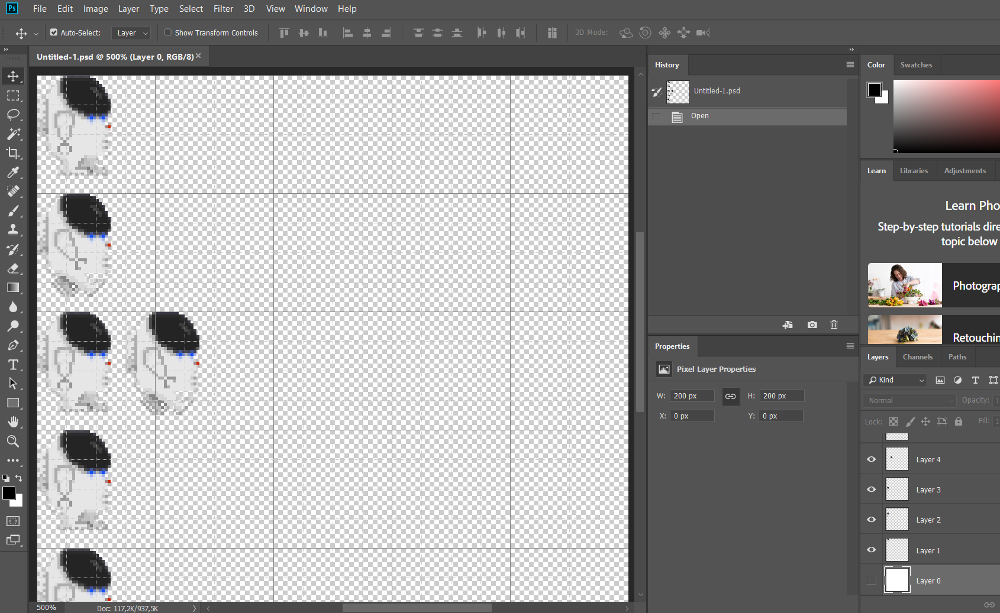 Ps File Edit Image Layer Type Select Filter 3D View Window Help
Auto-Select: Layer Show Transform Controls 3D Mode:
Untitled-1.psd @ 500% (Layer 0, RGB/8)
History
Untitled-1.psd
Open
Properties
Pixel Layer Properties
W: 200 px H: 200 px
X: 0 px Y: 0 px
Color Swatches
Learn Libraries Adjustments
Learn Pho
Step-by-step tutorials dire
topic below
Photograp
Retouchin
Layers Channels Paths
Kind
Normal Opacity: 1
Lock: Fill: 1
Layer 4
Layer 3
Layer 2
Layer 1
Layer 0
500% Doc: 117,2K/937,5K